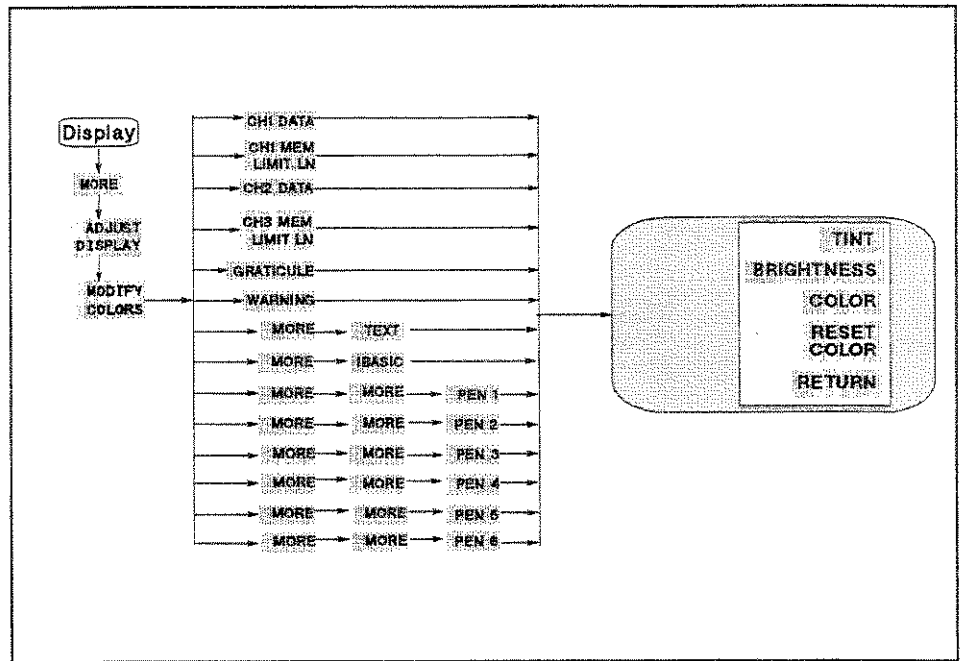 Display
MORE
ADJUST
DISPLAY
MODIFY
COLORS
CH1 DATA
CH1 MEM
LIMIT LN
CH2 DATA
CH3 MEM
LIMIT LN
GRATICULE
WARNING
MORE TEXT
MORE IBASIC
MORE MORE PEN 1
MORE MORE PEN 2
MORE MORE PEN 3
MORE MORE PEN 4
MORE MORE PEN 5
MORE MORE PEN 6
TINT
BRIGHTNESS
COLOR
RESET
COLOR
RETURN